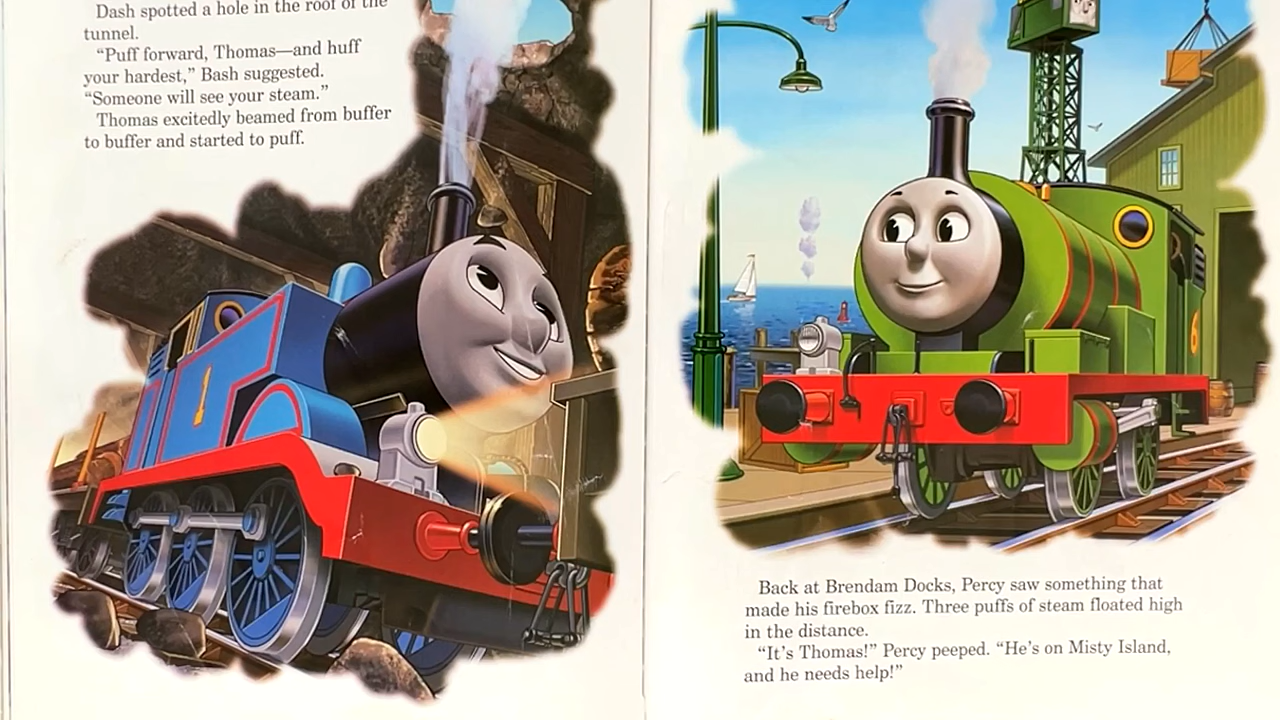 Dash spotted a hole in the roof of the
tunnel.
“Puff forward, Thomas—and huff
your hardest,” Bash suggested.
“Someone will see your steam.”
Thomas excitedly beamed from buffer
to buffer and started to puff.
1
6
Back at Brendam Docks, Percy saw something that
made his firebox fizz. Three puffs of steam floated high
in the distance.
“It’s Thomas!” Percy peeped. “He’s on Misty Island,
and he needs help!”